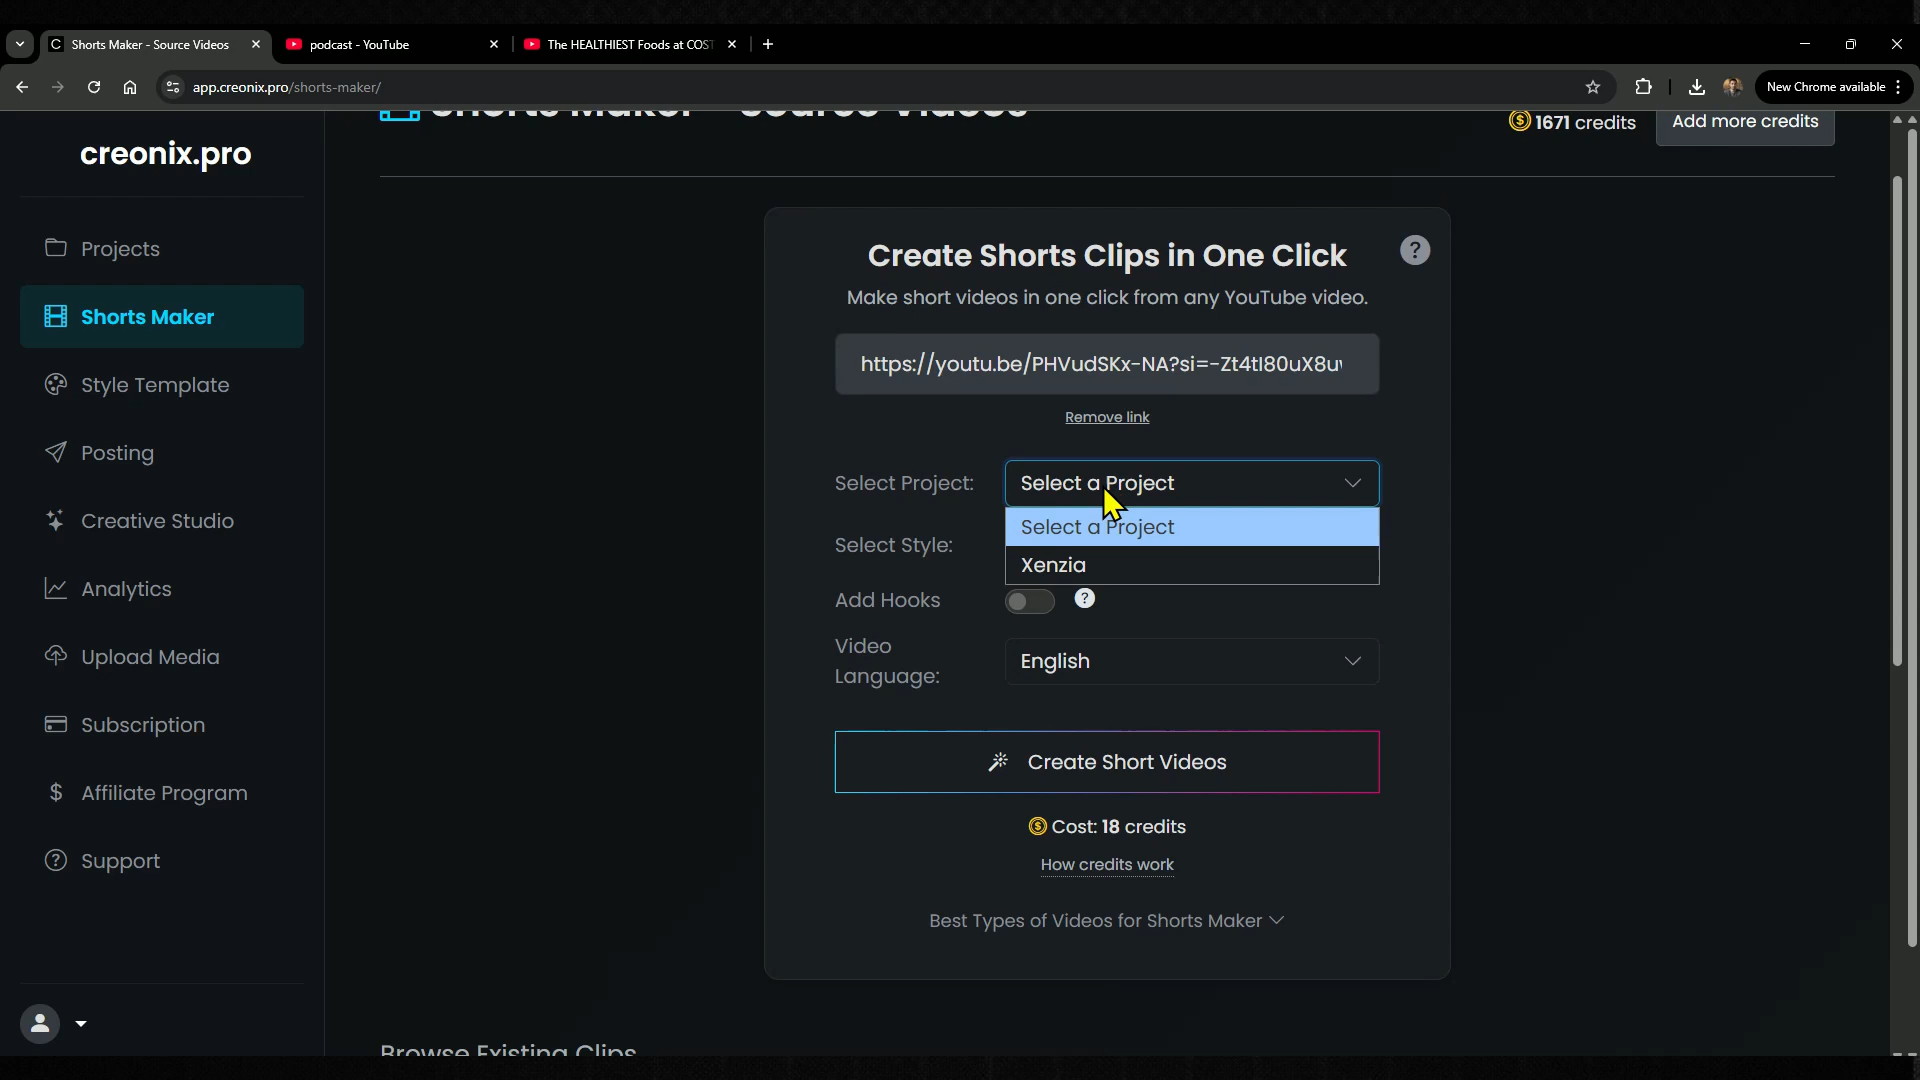 C Shorts Maker - Source Videos
podcast - YouTube
The HEALTHIEST Foods at COST
app.creonix.pro/shorts-maker/
New Chrome available
Shorts Maker - Source Videos
1671 credits
Add more credits
creonix.pro
Projects
Shorts Maker
Style Template
Posting
Creative Studio
Analytics
Upload Media
Subscription
$ Affiliate Program
? Support
Create Shorts Clips in One Click
?
Make short videos in one click from any YouTube video.
https://youtu.be/PHVudSKx-NA?si=-Zt4tI80uX8u
Remove link
Select Project:
Select a Project
Select a Project
Xenzia
Select Style:
Add Hooks
?
Video
Language:
English
Create Short Videos
Cost: 18 credits
How credits work
Best Types of Videos for Shorts Maker
Browse Existing Clips